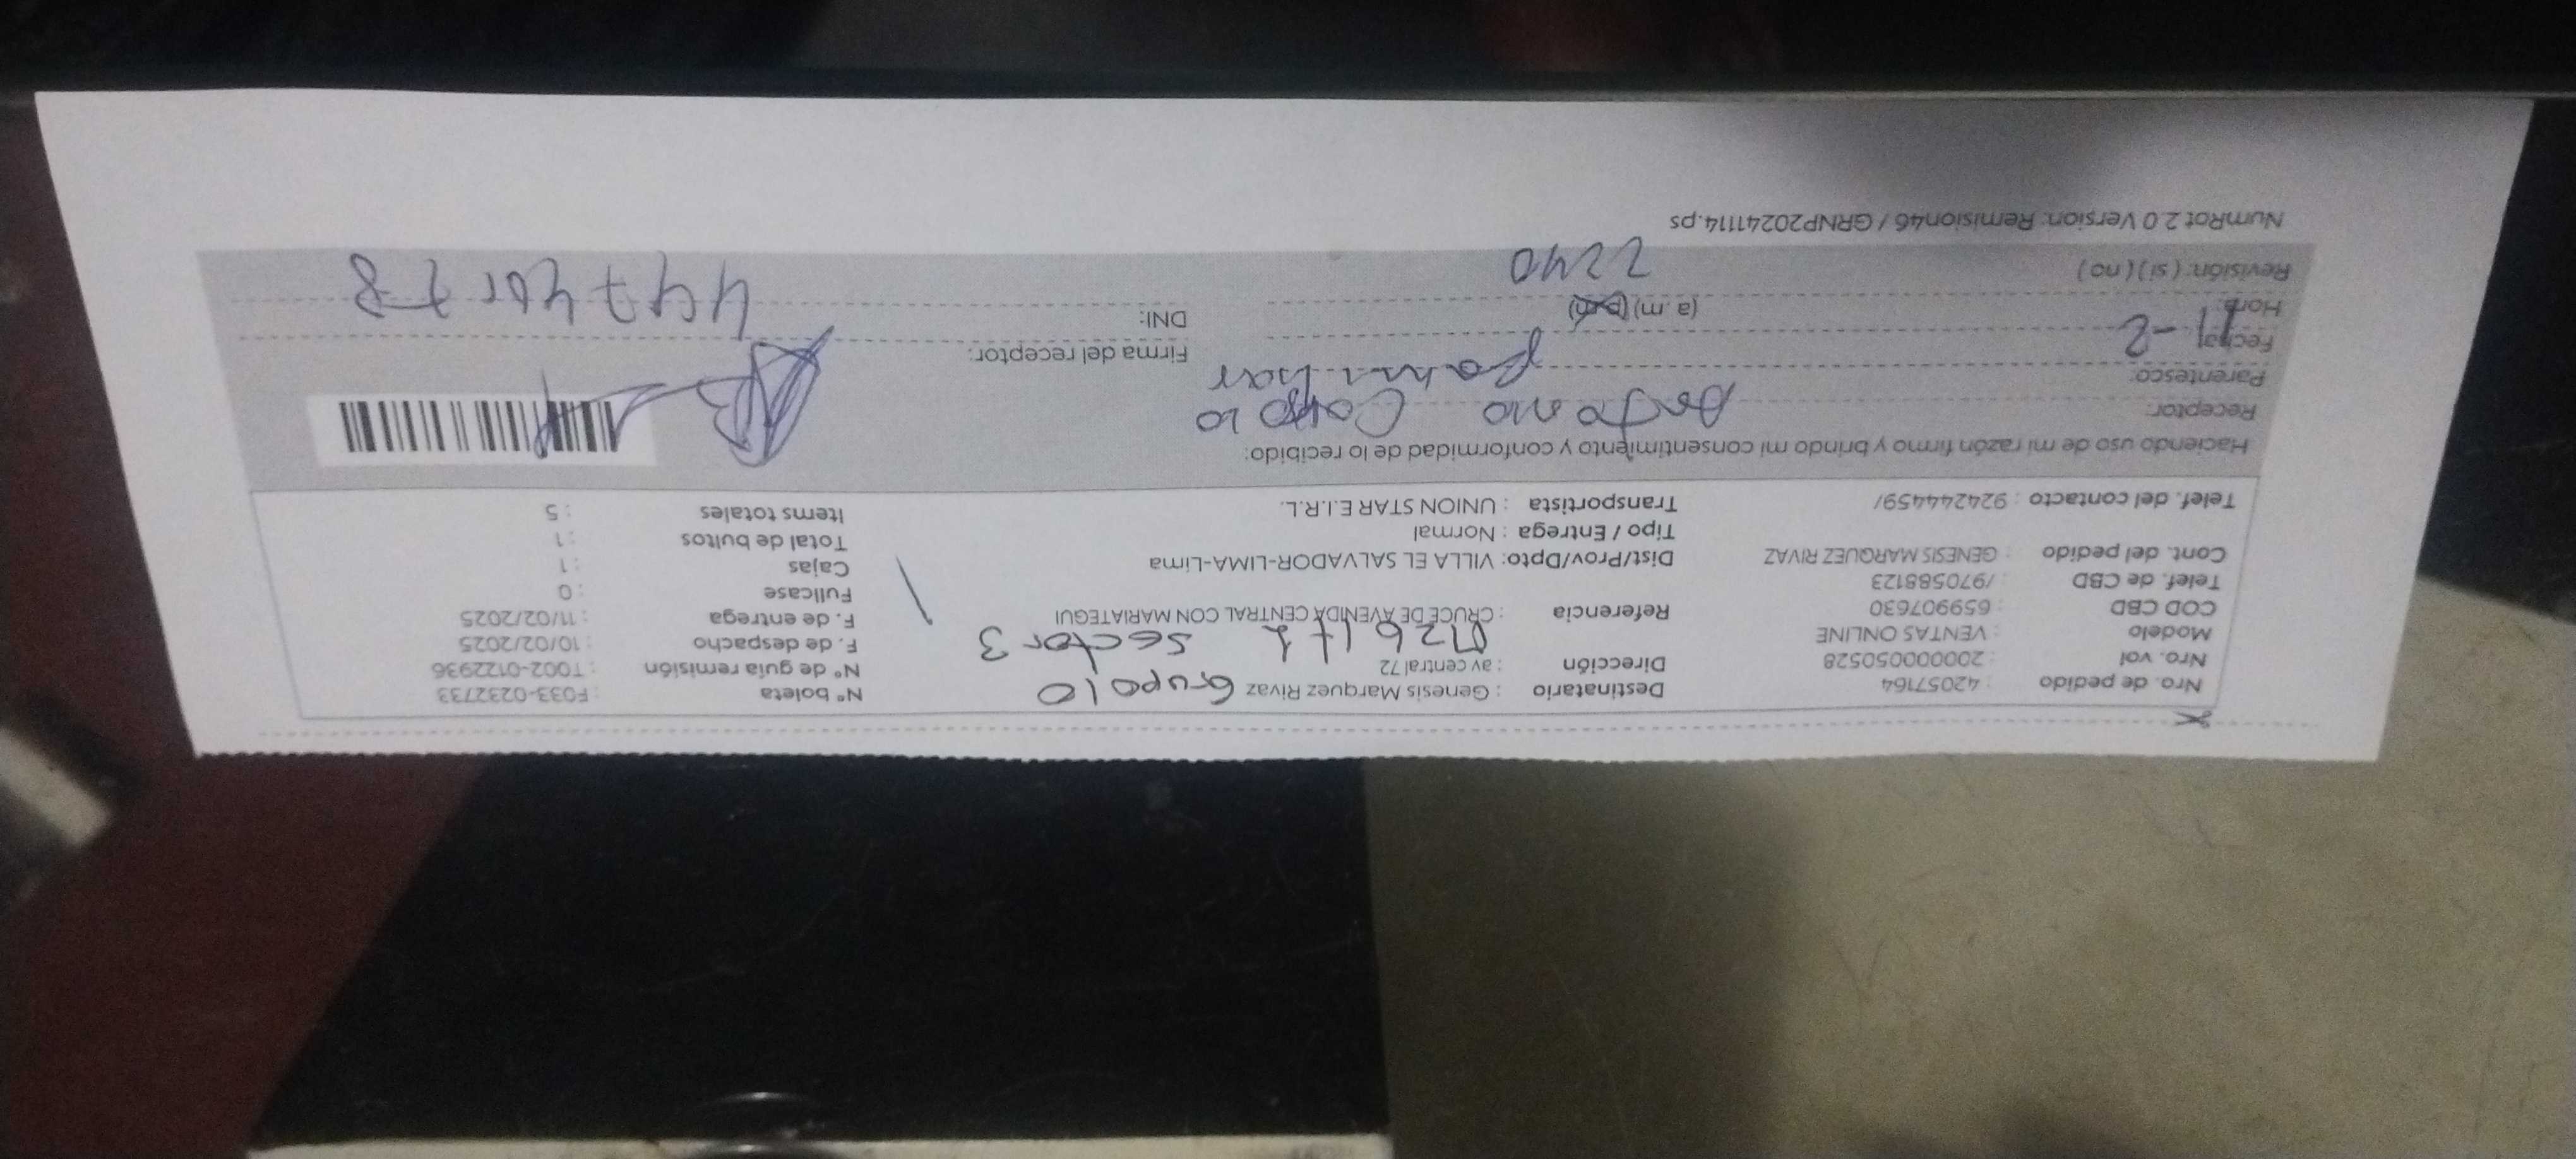 Nro. de pedido : 42057164
Nro. vol : 20000050528
Modelo : VENTAS ONLINE
COD CBD : 659907630
Telef. de CBD : /970588123
Cont. del pedido : GENESIS MARQUEZ RIVAZ
Telef. del contacto : 924244459/
Destinatario : Genesis Marquez Rivaz Grupo 10
Dirección : av central 72
Mz b lt 1 sector 3
Referencia : CRUCE DE AVENIDA CENTRAL CON MARIATEGUI
Dist/Prov/Dpto: VILLA EL SALVADOR-LIMA-Lima
Tipo / Entrega : Normal
Transportista : UNION STAR E.I.R.L.
N° boleta : F033-0232733
N° de guía remisión : T002-0122936
F. de despacho : 10/02/2025
F. de entrega : 11/02/2025
Fullcase : 0
Cajas : 1
Total de bultos : 1
Items totales : 5
Haciendo uso de mi razón firmo y brindo mi consentimiento y conformidad de lo recibido:
Receptor: Antonio
Parentesco: familiar
Fecha: 11-2
Hora: (a.m) (p.m)
2240
Revisión: (si) (no)
Firma del receptor:
DNI:
NumRot 2.0 Version: Remision46 / GRNP20241114.ps